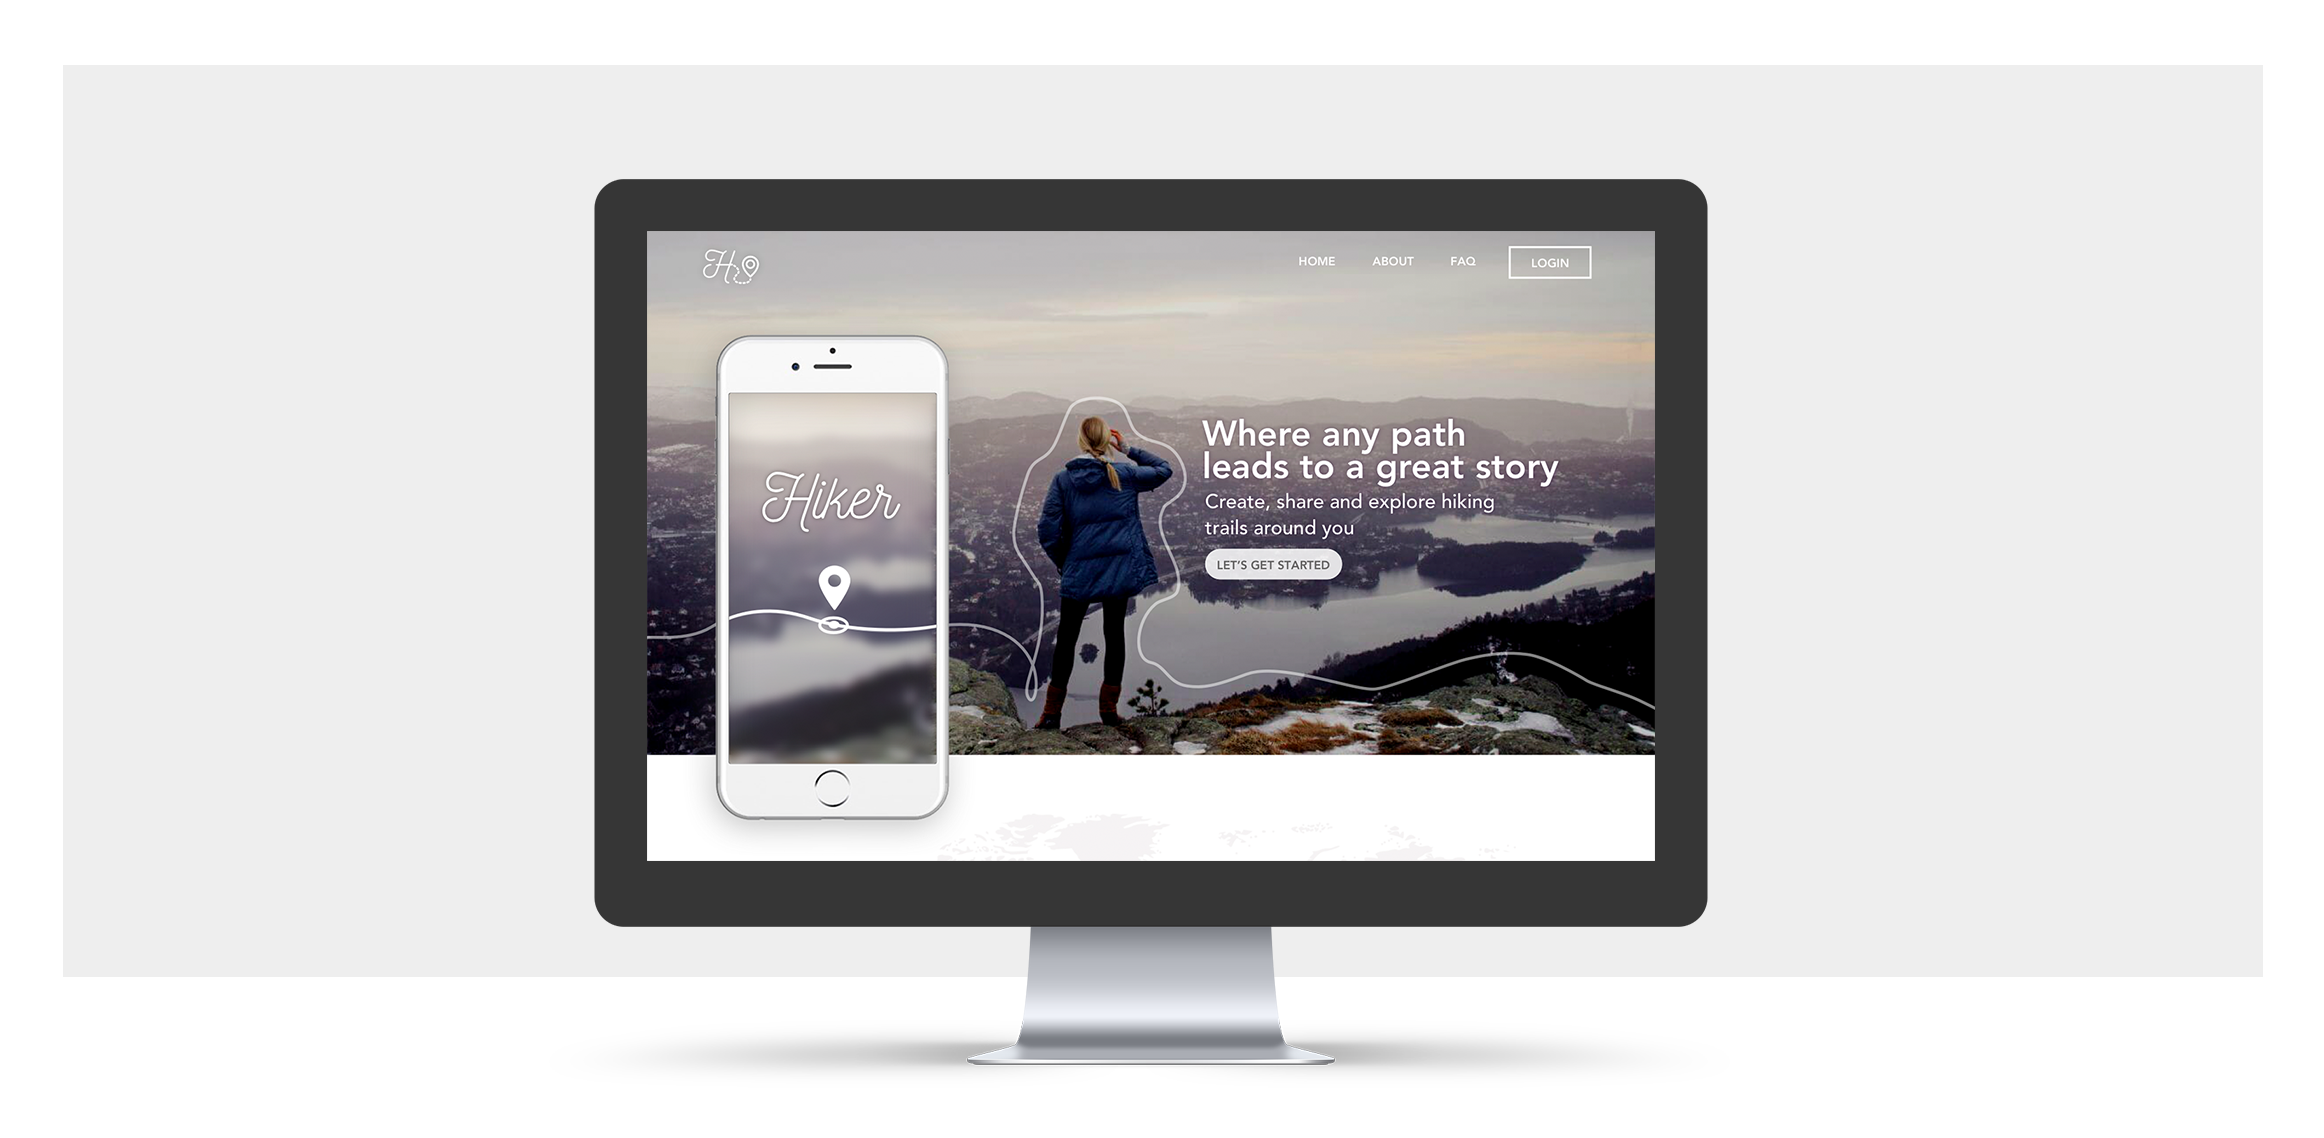 H
HOME ABOUT FAQ LOGIN
Hiker
Where any path
leads to a great story
Create, share and explore hiking
trails around you
LET'S GET STARTED